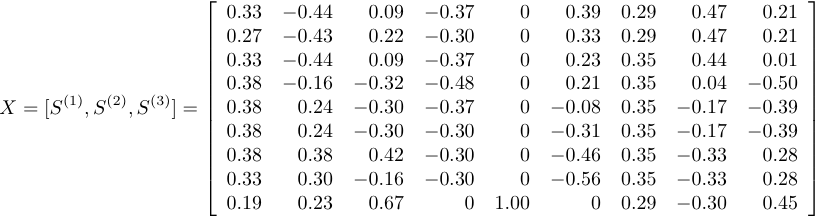 X = [S^{(1)}, S^{(2)}, S^{(3)}] =
0.33 −0.44 0.09 −0.37 0 0.39 0.29 0.47 0.21
0.27 −0.43 0.22 −0.30 0 0.33 0.29 0.47 0.21
0.33 −0.44 0.09 −0.37 0 0.23 0.35 0.44 0.01
0.38 −0.16 −0.32 −0.48 0 0.21 0.35 0.04 −0.50
0.38 0.24 −0.30 −0.37 0 −0.08 0.35 −0.17 −0.39
0.38 0.24 −0.30 −0.30 0 −0.31 0.35 −0.17 −0.39
0.38 0.38 0.42 −0.30 0 −0.46 0.35 −0.33 0.28
0.33 0.30 −0.16 −0.30 0 −0.56 0.35 −0.33 0.28
0.19 0.23 0.67 0 1.00 0 0.29 −0.30 0.45